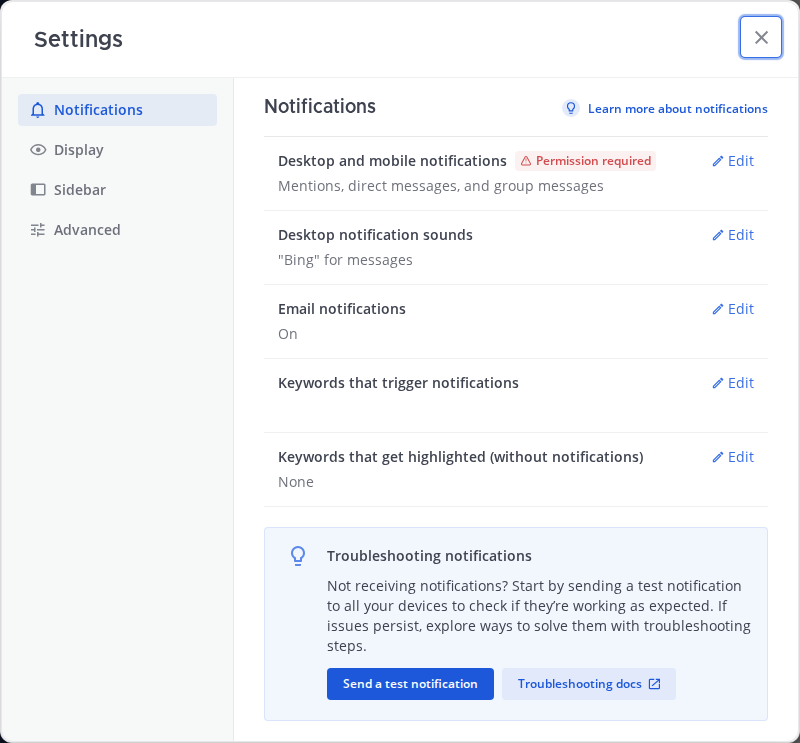 Settings
Notifications
Display
Sidebar
Advanced
Notifications
Learn more about notifications
Desktop and mobile notifications Permission required Edit
Mentions, direct messages, and group messages
Desktop notification sounds Edit
"Bing" for messages
Email notifications Edit
On
Keywords that trigger notifications Edit
Keywords that get highlighted (without notifications) Edit
None
Troubleshooting notifications
Not receiving notifications? Start by sending a test notification
to all your devices to check if they’re working as expected. If
issues persist, explore ways to solve them with troubleshooting
steps.
Send a test notification Troubleshooting docs